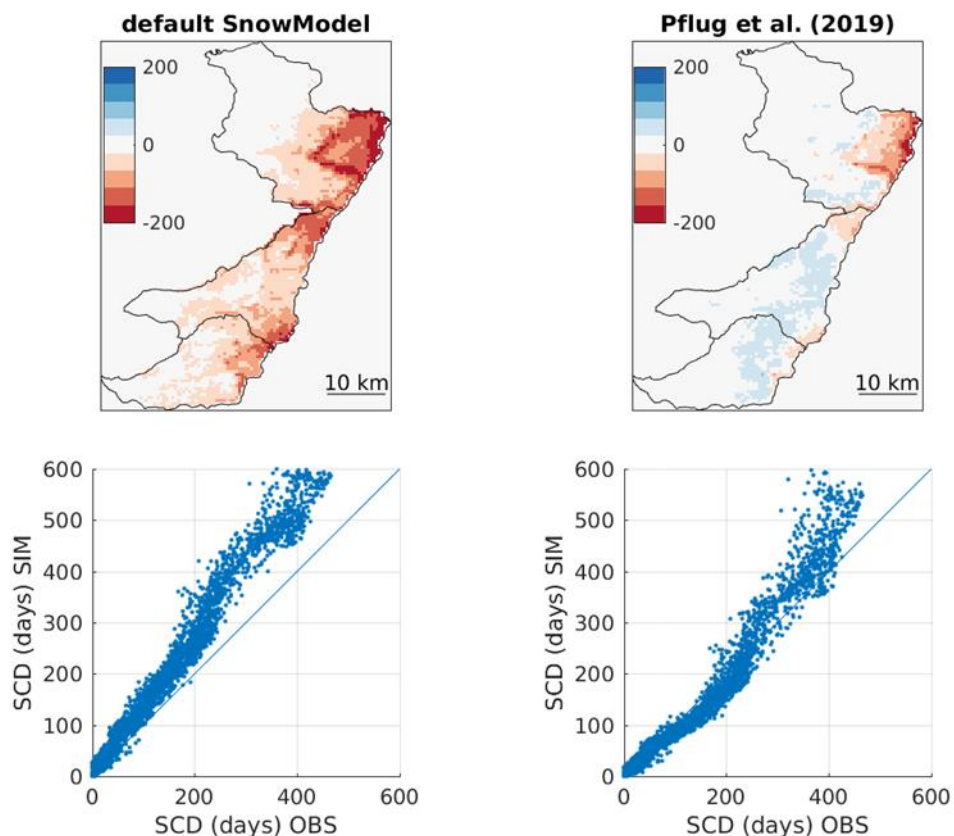 default SnowModel
200
0
-200
10 km
Pflug et al. (2019)
200
0
-200
10 km
600
500
400
300
200
100
0
SCD (days) SIM
0 200 400 600
SCD (days) OBS
600
500
400
300
200
100
0
SCD (days) SIM
0 200 400 600
SCD (days) OBS